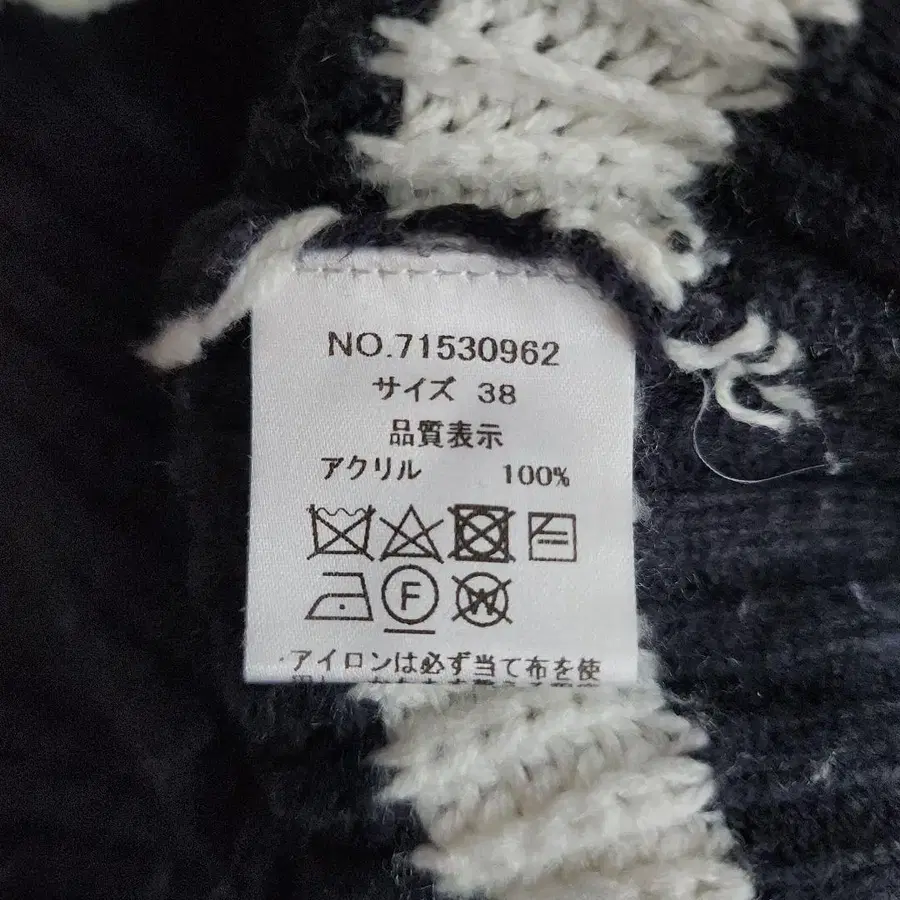 NO.71530962
サイズ 38
品質表示
アクリル 100%
F W
・アイロンは必ず当て布を使